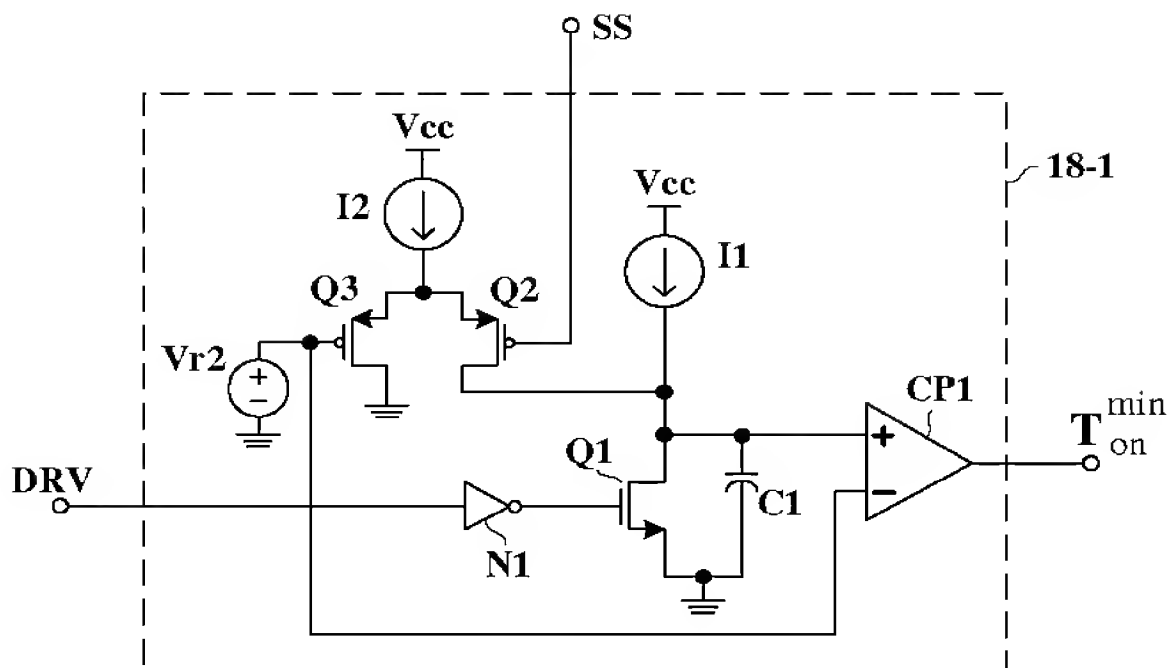 SS
Vcc
Vcc
18-1
I2
I1
Q3
Q2
Vr2
+
−
CP1
+
−
T on min
Q1
DRV
C1
N1